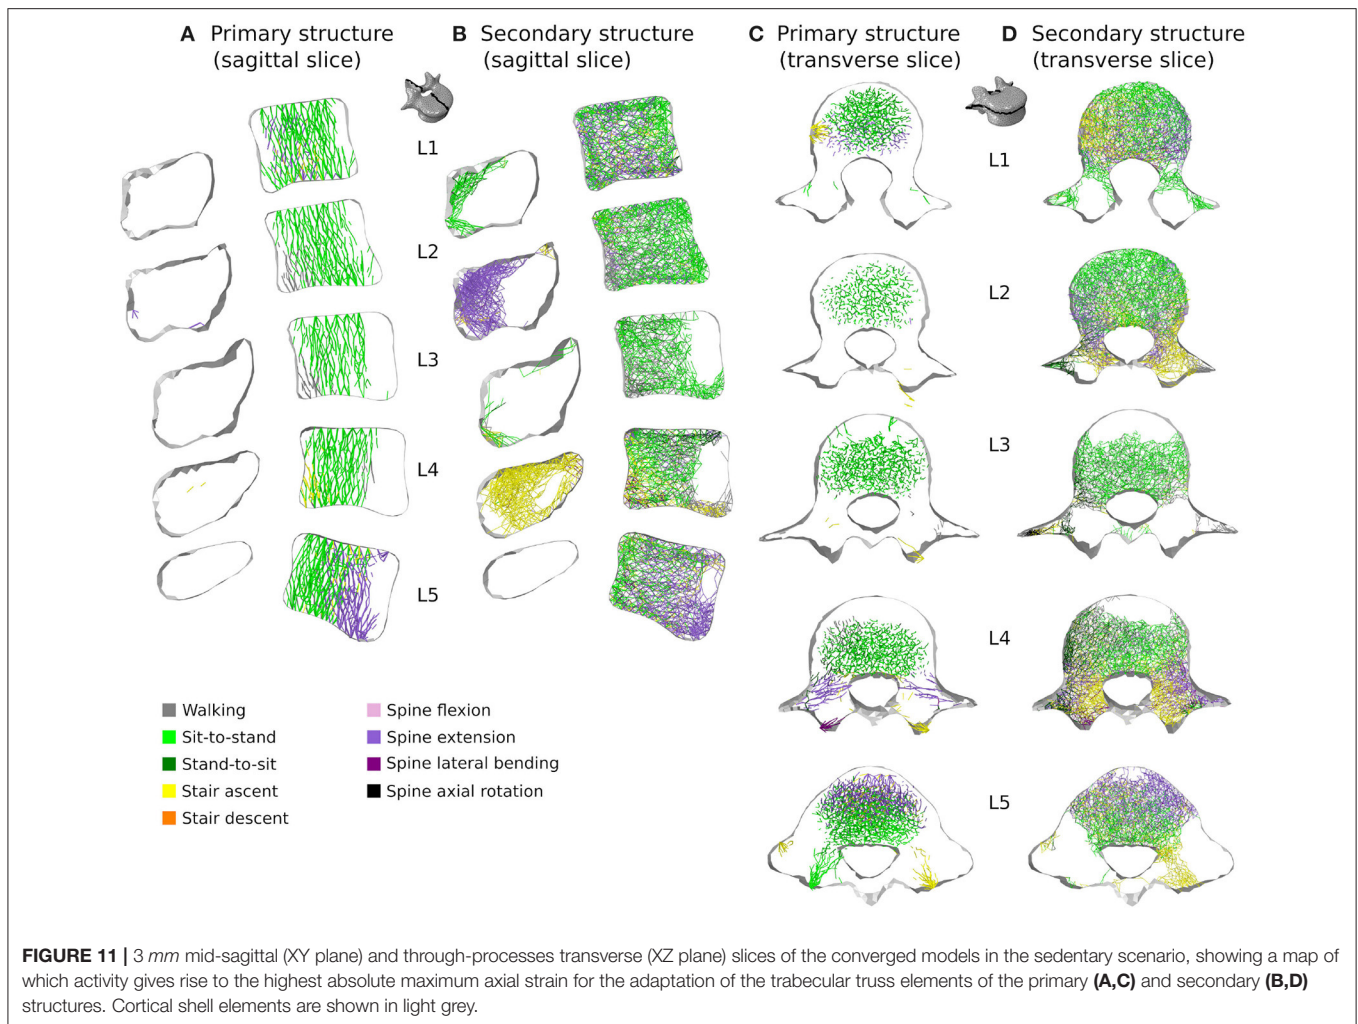 A Primary structure (sagittal slice)
B Secondary structure (sagittal slice)
C Primary structure (transverse slice)
D Secondary structure (transverse slice)
L1
L2
L3
L4
L5
L1
L2
L3
L4
L5
Walking
Sit-to-stand
Stand-to-sit
Stair ascent
Stair descent
Spine flexion
Spine extension
Spine lateral bending
Spine axial rotation
FIGURE 11 | 3 mm mid-sagittal (XY plane) and through-processes transverse (XZ plane) slices of the converged models in the sedentary scenario, showing a map of
which activity gives rise to the highest absolute maximum axial strain for the adaptation of the trabecular truss elements of the primary (A,C) and secondary (B,D)
structures. Cortical shell elements are shown in light grey.